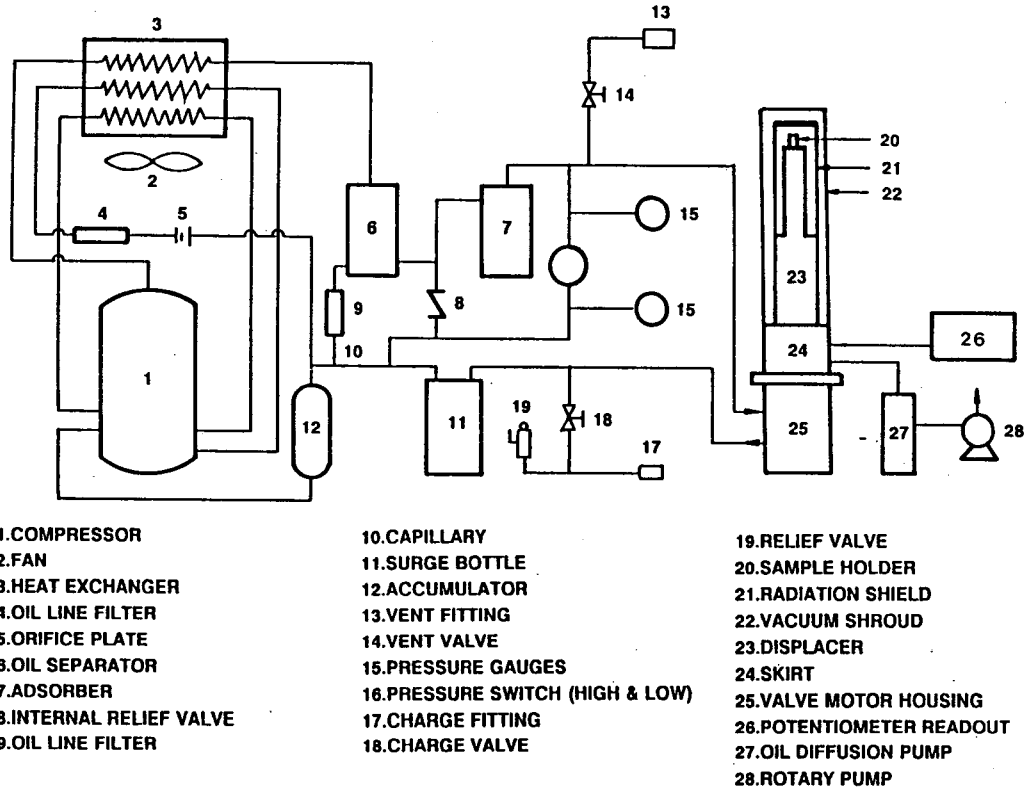 3
13
14
2
20
21
22
4
5
6
7
15
8
23
9
15
10
24
26
1
12
11
19
18
17
25
27
28
1.COMPRESSOR
2.FAN
3.HEAT EXCHANGER
4.OIL LINE FILTER
5.ORIFICE PLATE
6.OIL SEPARATOR
7.ADSORBER
8.INTERNAL RELIEF VALVE
9.OIL LINE FILTER
10.CAPILLARY
11.SURGE BOTTLE
12.ACCUMULATOR
13.VENT FITTING
14.VENT VALVE
15.PRESSURE GAUGES
16.PRESSURE SWITCH (HIGH & LOW)
17.CHARGE FITTING
18.CHARGE VALVE
19.RELIEF VALVE
20.SAMPLE HOLDER
21.RADIATION SHIELD
22.VACUUM SHROUD
23.DISPLACER
24.SKIRT
25.VALVE MOTOR HOUSING
26.POTENTIOMETER READOUT
27.OIL DIFFUSION PUMP
28.ROTARY PUMP